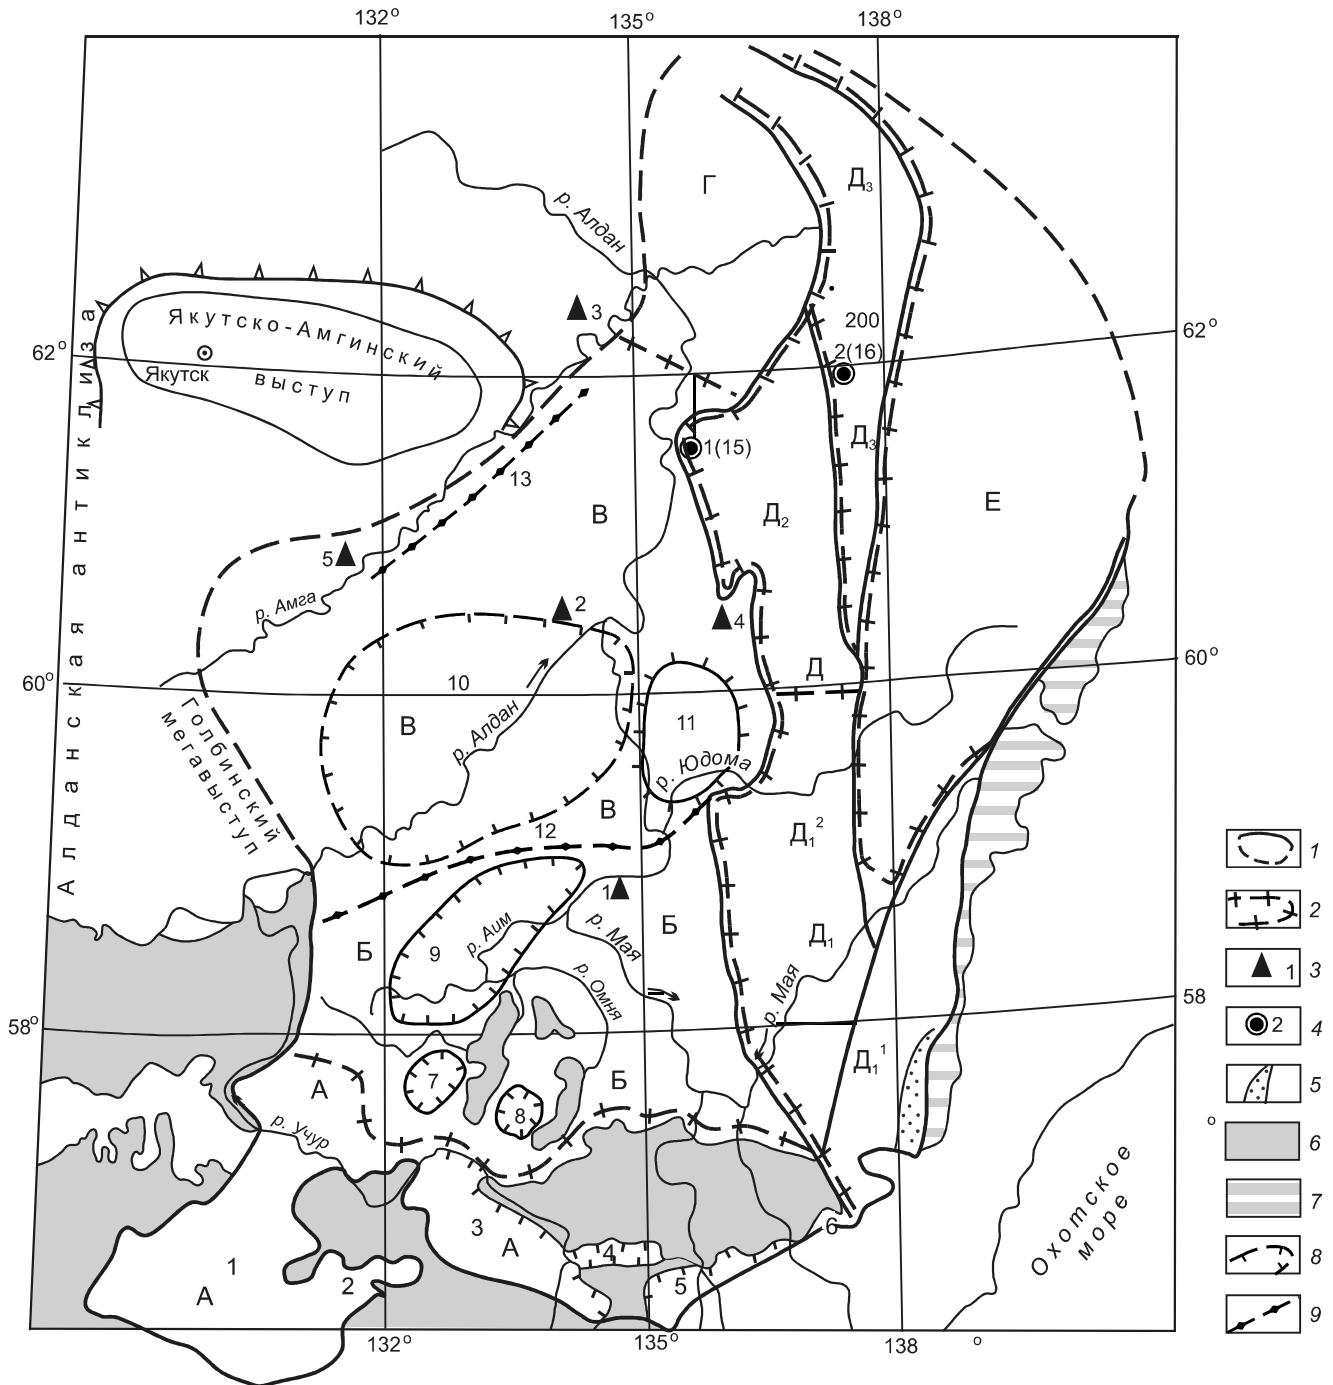 132°
135°
138°
Г
Д₃
р. Алдан
3
Якутско-Амгинский
выступ
Якутск
200
2(16)
62°
62°
Алданская антиклиза
1(15)
Д₃
13
В
Д₂
Е
5
р. Амга
2
4
60°
60°
10
Д
В
11
р. Алдан
р. Юдома
Голбинский
мегавыступ
12
В
Д₁²
1
1
Б
9
р. Аим
р. Мая
Б
Д₁
2
р. Омня
р. Мая
1
3
58°
58
2
4
А
7
8
Б
Д₁¹
5
р. Учур
°
6
3
А
4
5
6
7
1
2
А
Охотское
море
8
9
132°
135°
138
°